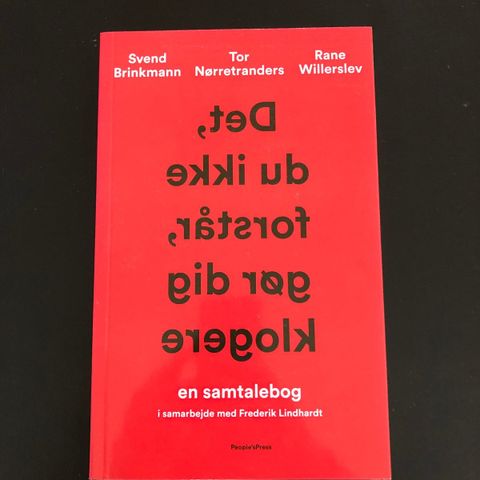 Svend Brinkmann
Tor Nørretranders
Rane Willerslev
Det,
du ikke
forstår,
gør dig
klogere
en samtalebog
i samarbejde med Frederik Lindhardt
People'sPress